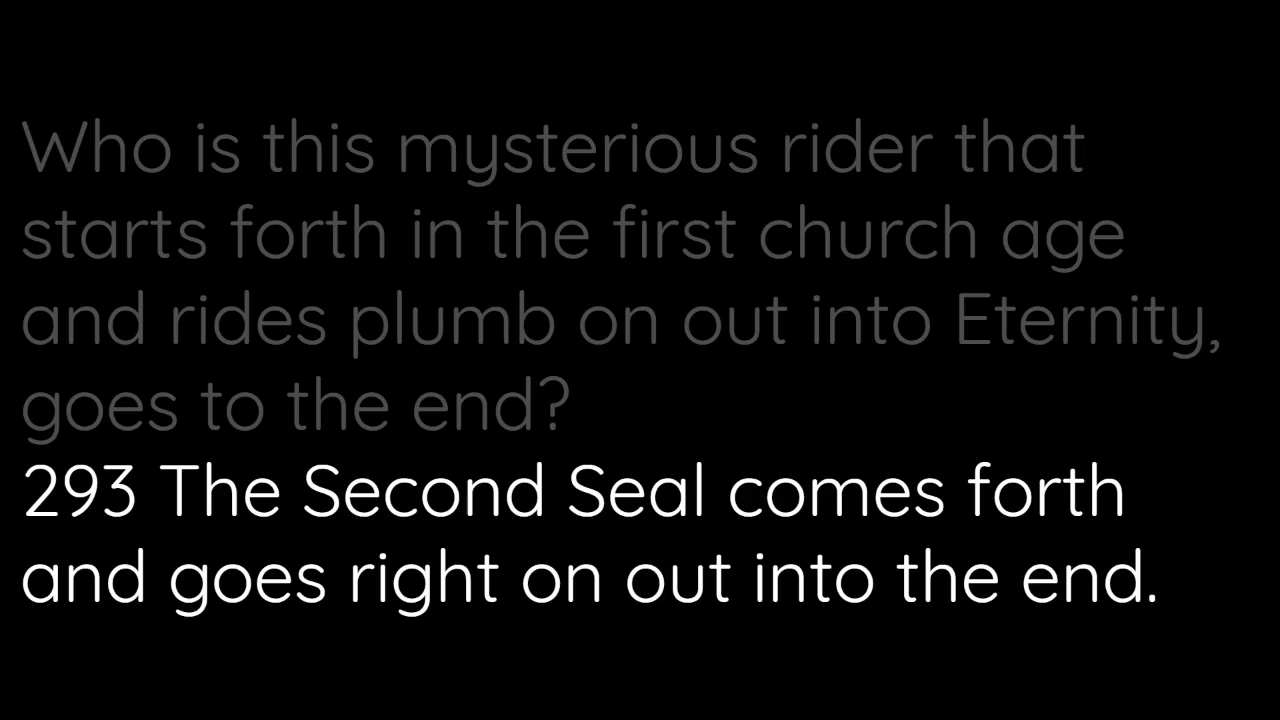 Who is this mysterious rider that
starts forth in the first church age
and rides plumb on out into Eternity,
goes to the end?
293 The Second Seal comes forth
and goes right on out into the end.